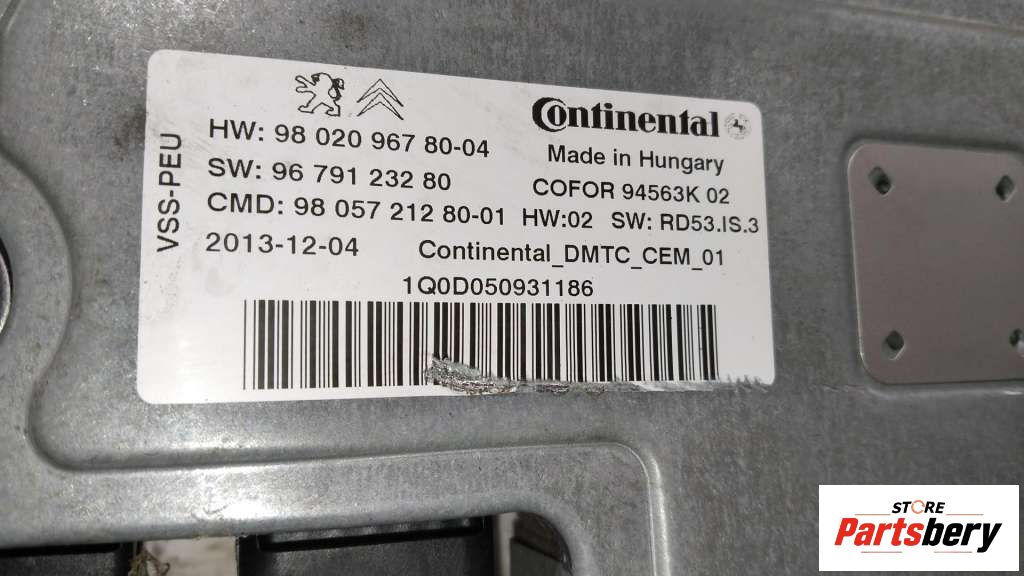 VSS-PEU
Continental
HW: 98 020 967 80-04
Made in Hungary
SW: 96 791 232 80
COFOR 94563K 02
CMD: 98 057 212 80-01 HW:02 SW: RD53.IS.3
2013-12-04 Continental_DMTC_CEM_01
1Q0D050931186
STORE
Partsbery